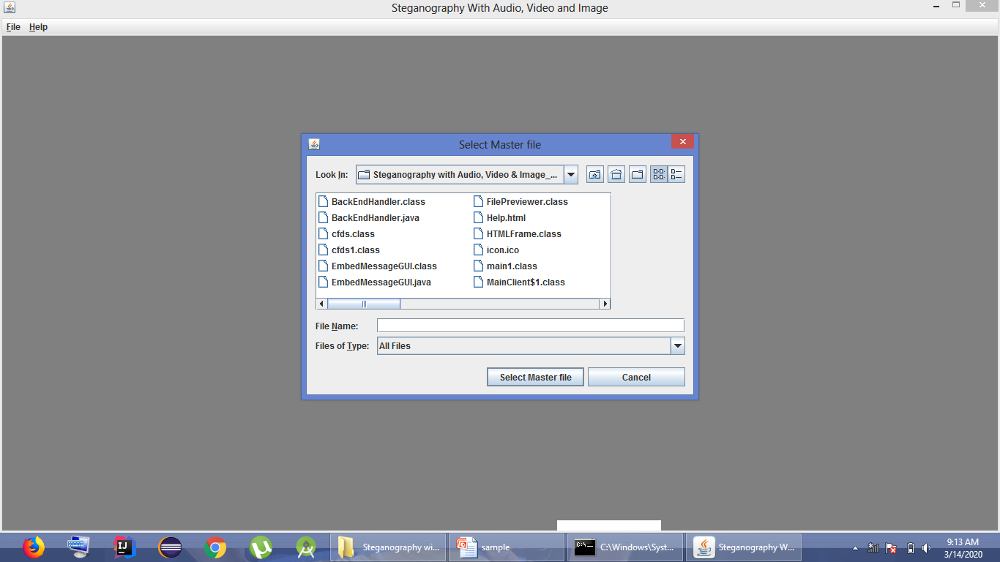 Steganography With Audio, Video and Image
File Help
Select Master file
Look In: Steganography with Audio, Video & Image_...
BackEndHandler.class FilePreviewer.class
BackEndHandler.java Help.html
cfds.class HTMLFrame.class
cfds1.class icon.ico
EmbedMessageGUI.class main1.class
EmbedMessageGUI.java MainClient$1.class
File Name:
Files of Type: All Files
Select Master file Cancel
IJ Steganography wi... sample C:\Windows\Syst... Steganography W... 9:13 AM
3/14/2020